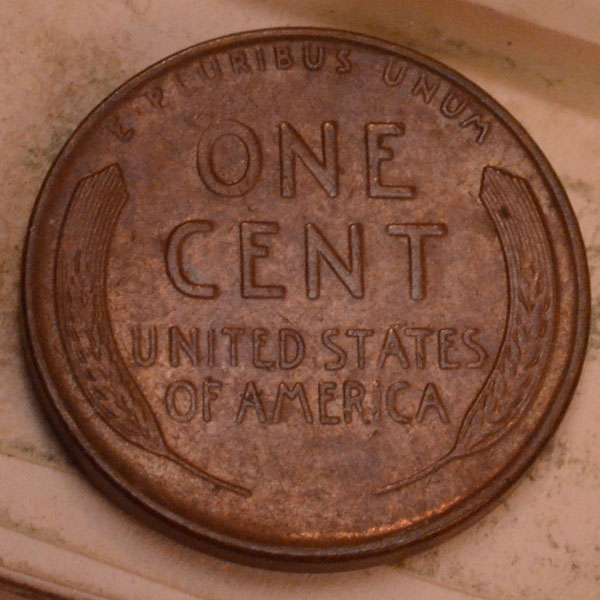 E PLURIBUS UNUM
ONE
CENT
UNITED STATES
OF AMERICA